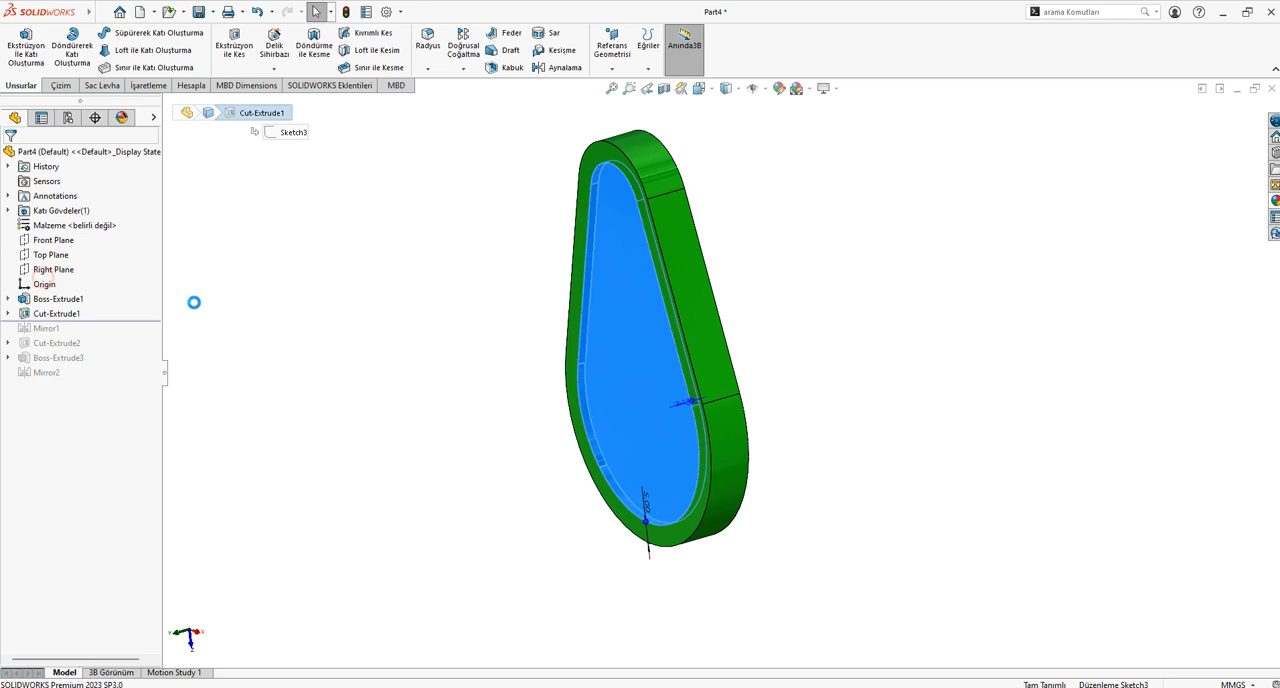 SOLIDWORKS
Part4 *
arama Komutları
Ekstrüzyon İle Katı Oluşturma
Döndürerek Katı Oluşturma
Süpürerek Katı Oluşturma
Loft ile Katı Oluşturma
Sınır ile Katı Oluşturma
Ekstrüzyon ile Kes
Delik Sihirbazı
Döndürme ile Kesme
Kıvrımlı Kes
Loft ile Kesim
Sınır ile Kesme
Radyus
Doğrusal Çoğaltma
Feder
Draft
Kabuk
Sar
Kesişme
Aynalama
Referans Geometrisi
Eğriler
Anında3B
Unsurlar
Çizim
Sac Levha
İşaretleme
Hesapla
MBD Dimensions
SOLIDWORKS Eklentileri
MBD
Cut-Extrude1
Sketch3
Part4 (Default) <<Default>_Display State
History
Sensors
Annotations
Katı Gövdeler(1)
Malzeme <belirli değil>
Front Plane
Top Plane
Right Plane
Origin
Boss-Extrude1
Cut-Extrude1
Mirror1
Cut-Extrude2
Boss-Extrude3
Mirror2
5.00
Y
X
Z
Model
3B Görünüm
Motion Study 1
SOLIDWORKS Premium 2023 SP3.0
Tam Tanımlı
Düzenleme Sketch3
MMGS